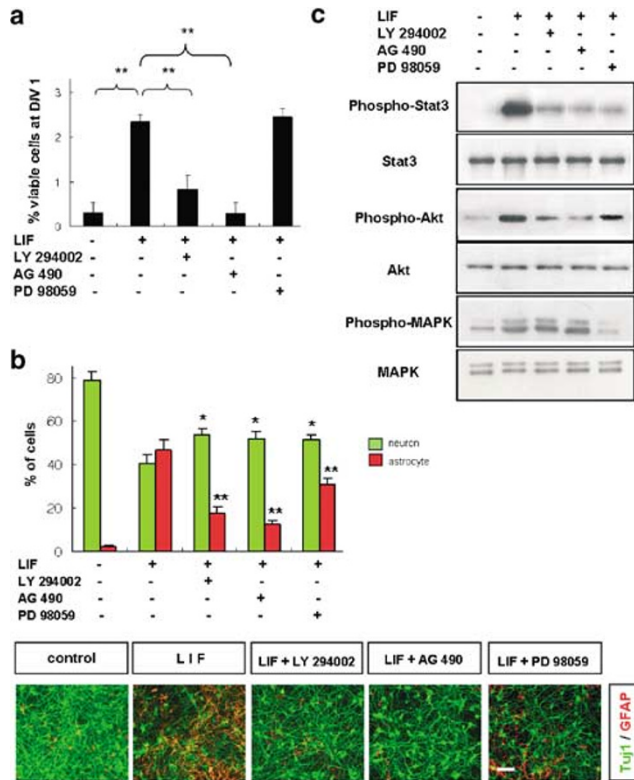 a
**
**
**
% viable cells at DIV 1
3
2
1
0
LIF - + + + +
LY 294002 - - + - -
AG 490 - - - + -
PD 98059 - - - - +
b
% of cells
80
60
40
20
0
* * *
** ** **
neuron
astrocyte
LIF - + + + +
LY 294002 - - + - -
AG 490 - - - + -
PD 98059 - - - - +
control
LIF
LIF + LY 294002
LIF + AG 490
LIF + PD 98059
Tuj1 / GFAP
c
LIF - + + + +
LY 294002 - - + - -
AG 490 - - - + -
PD 98059 - - - - +
Phospho-Stat3
Stat3
Phospho-Akt
Akt
Phospho-MAPK
MAPK